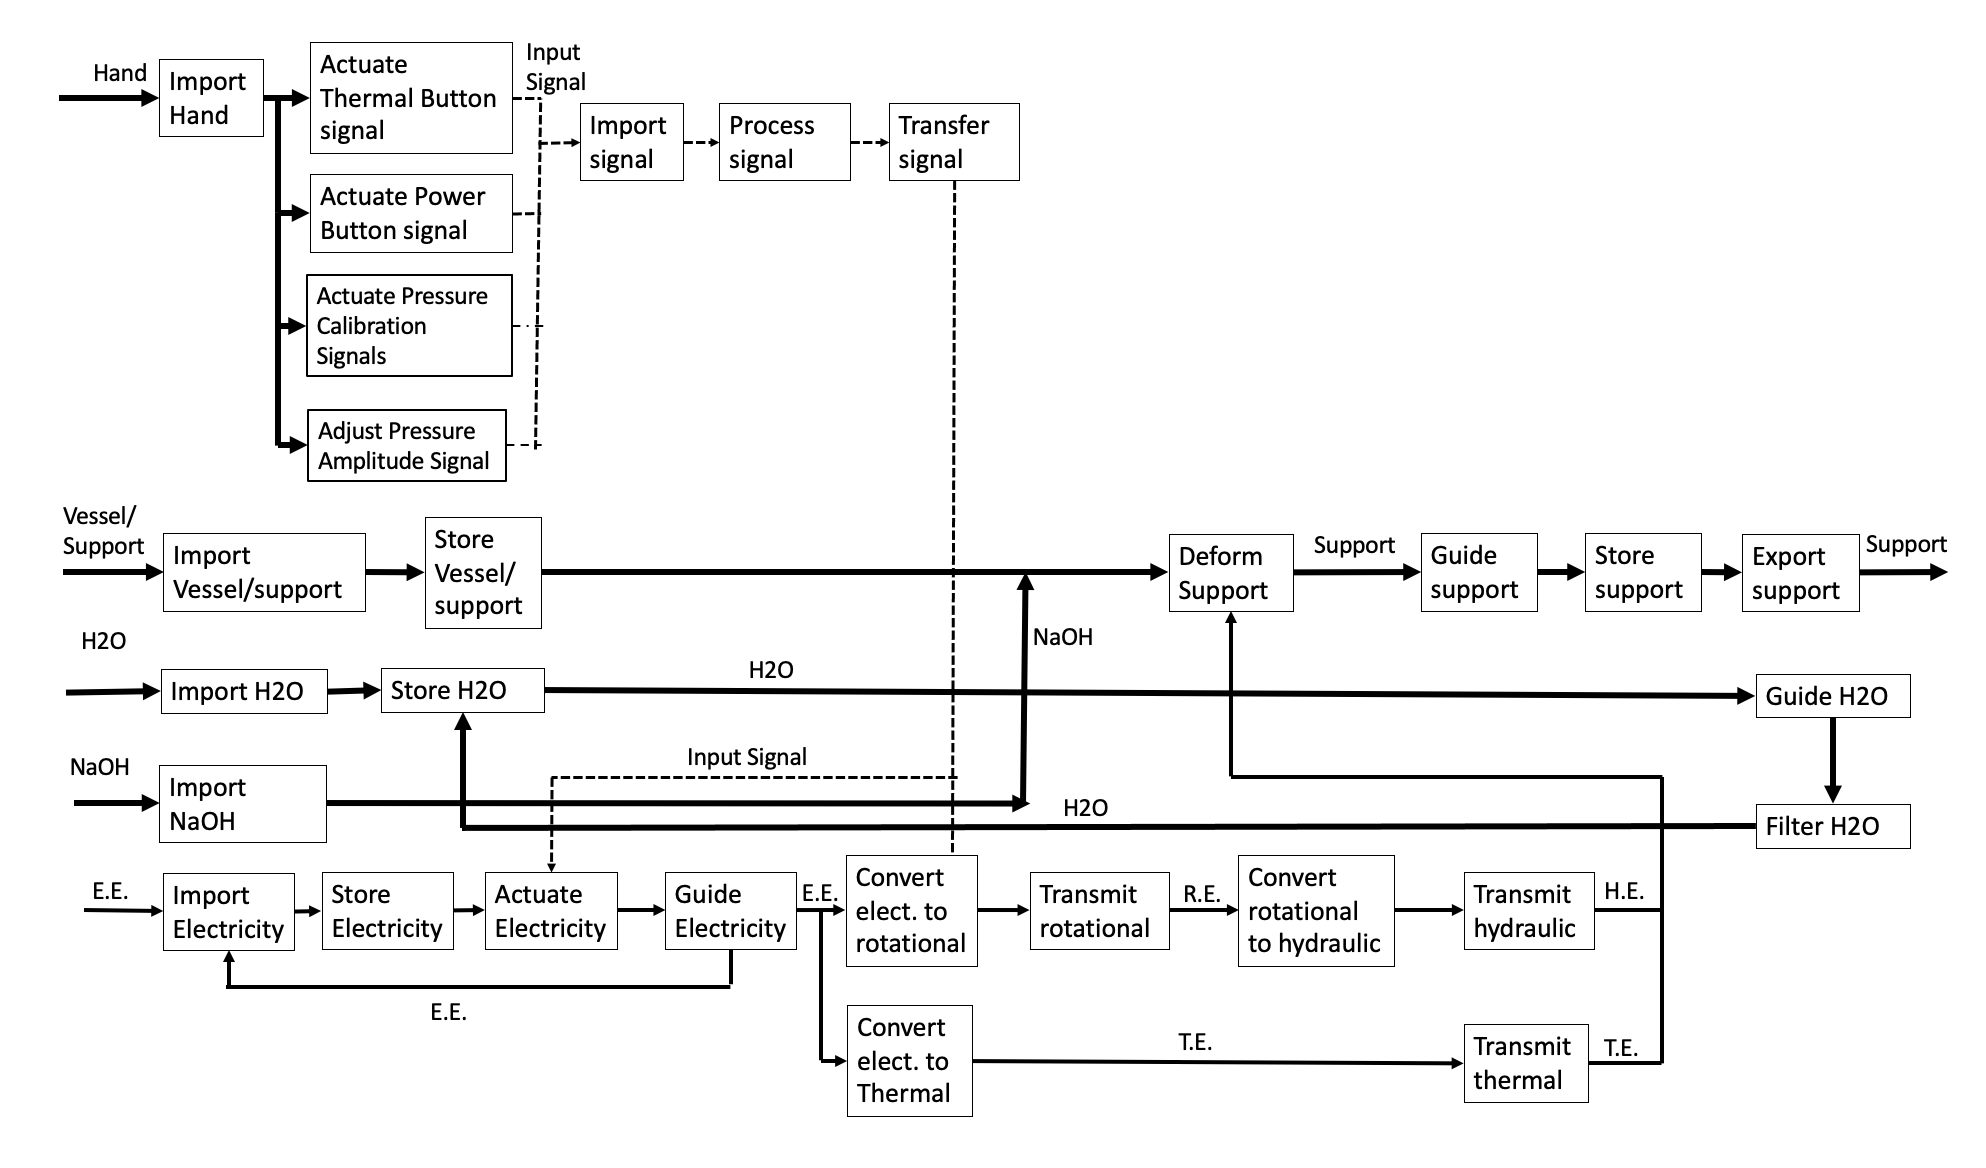 Hand
Import
Hand
Actuate
Thermal Button
signal
Input
Signal
Import
signal
Process
signal
Transfer
signal
Actuate Power
Button signal
Actuate Pressure
Calibration
Signals
Adjust Pressure
Amplitude Signal
Vessel/
Support
Import
Vessel/support
Store
Vessel/
support
Deform
Support
Support
Guide
support
Store
support
Export
support
Support
NaOH
H2O
Import H2O
Store H2O
H2O
Guide H2O
NaOH
Import
NaOH
Input Signal
H2O
Filter H2O
E.E.
Import
Electricity
Store
Electricity
Actuate
Electricity
Guide
Electricity
E.E.
Convert
elect. to
rotational
Transmit
rotational
R.E.
Convert
rotational
to hydraulic
Transmit
hydraulic
H.E.
E.E.
Convert
elect. to
Thermal
T.E.
Transmit
thermal
T.E.